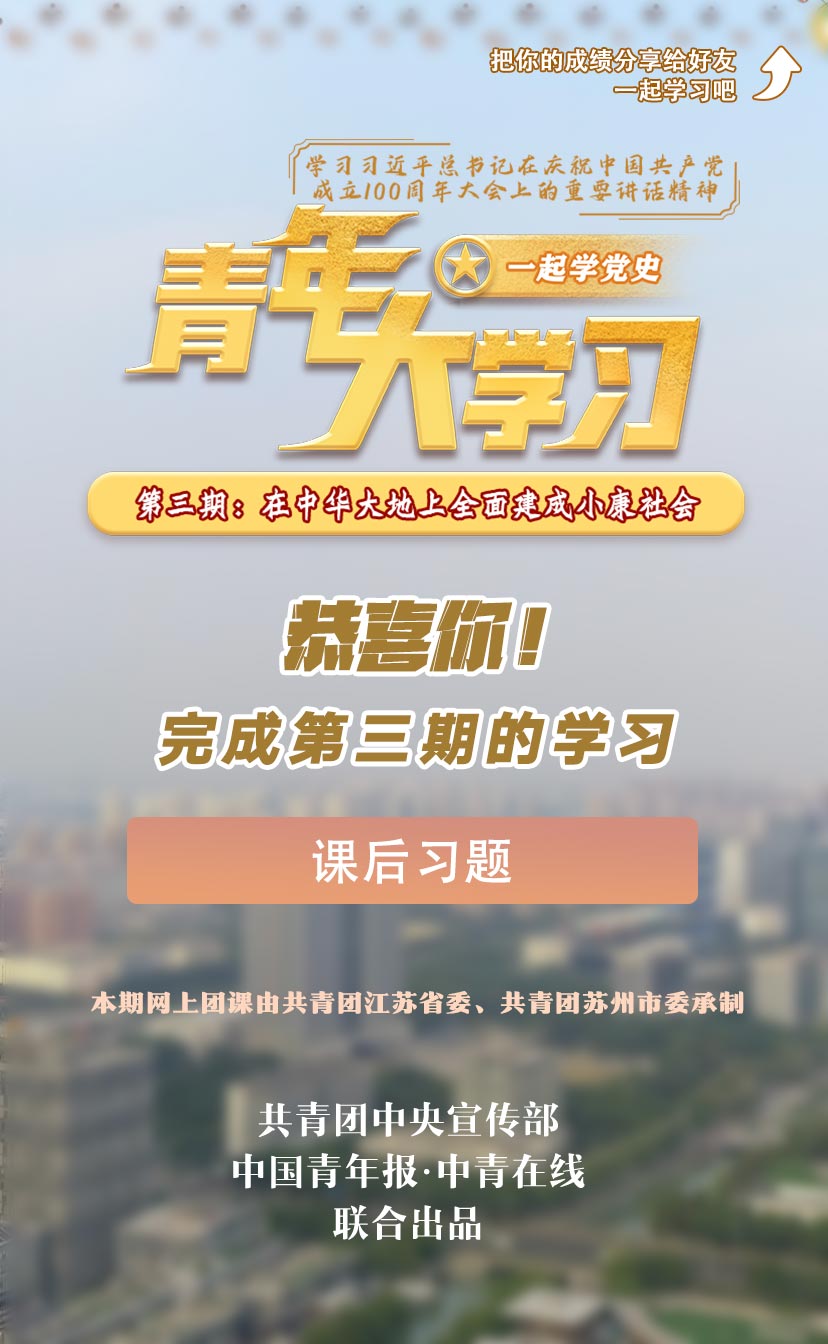 把你的成绩分享给好友
一起学习吧
学习习近平总书记在庆祝中国共产党
成立100周年大会上的重要讲话精神
青年大学习
一起学党史
第三期：在中华大地上全面建成小康社会
恭喜你！
完成第三期的学习
课后习题
本期网上团课由共青团江苏省委、共青团苏州市委承制
共青团中央宣传部
中国青年报·中青在线
联合出品